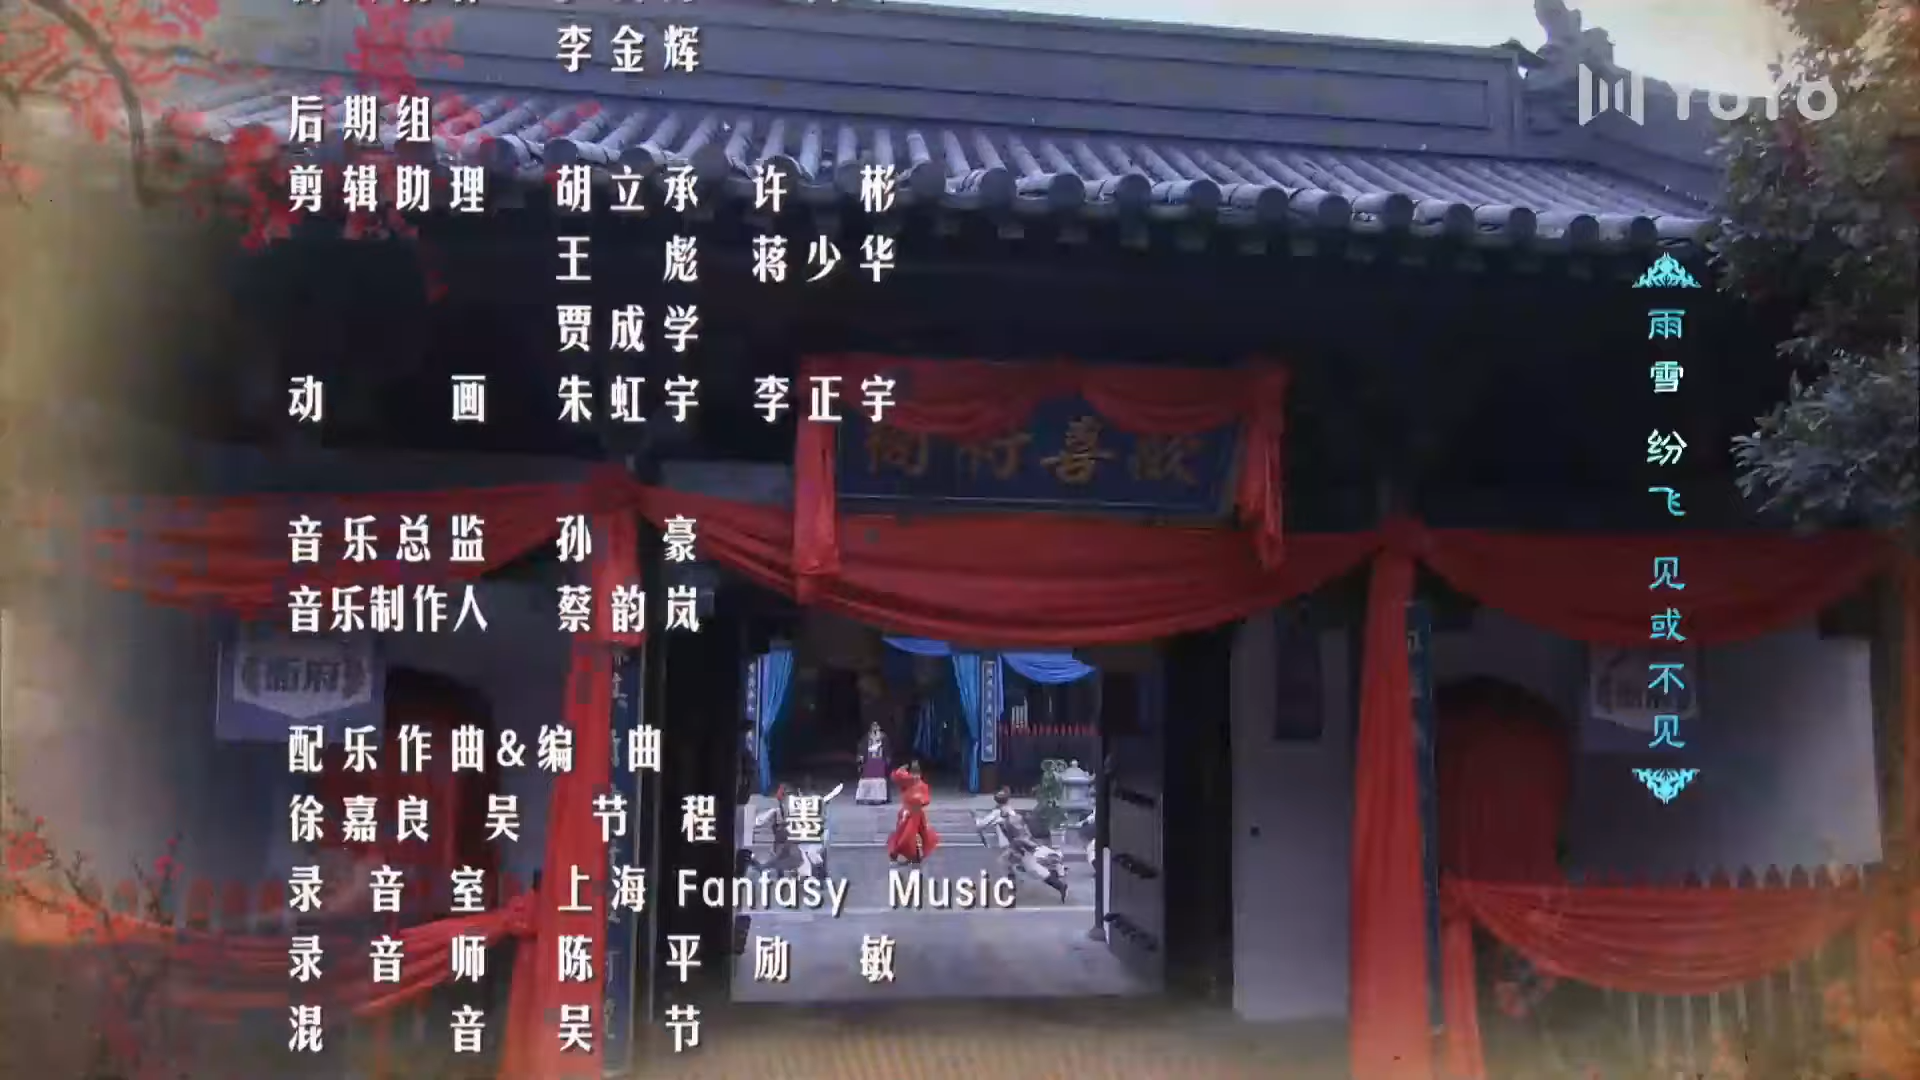 李金辉
后期组
剪辑助理 胡立承 许彬
王彪 蒋少华
贾成学
动画 朱虹宇 李正宇
音乐总监 孙豪
音乐制作人 蔡韵岚
配乐作曲&编曲
徐嘉良 吴节 程墨
录音室 上海 Fantasy Music
录音师 陈平 励敏
混音 吴节
YOYO
雨雪 纷飞 见或不见
衙府